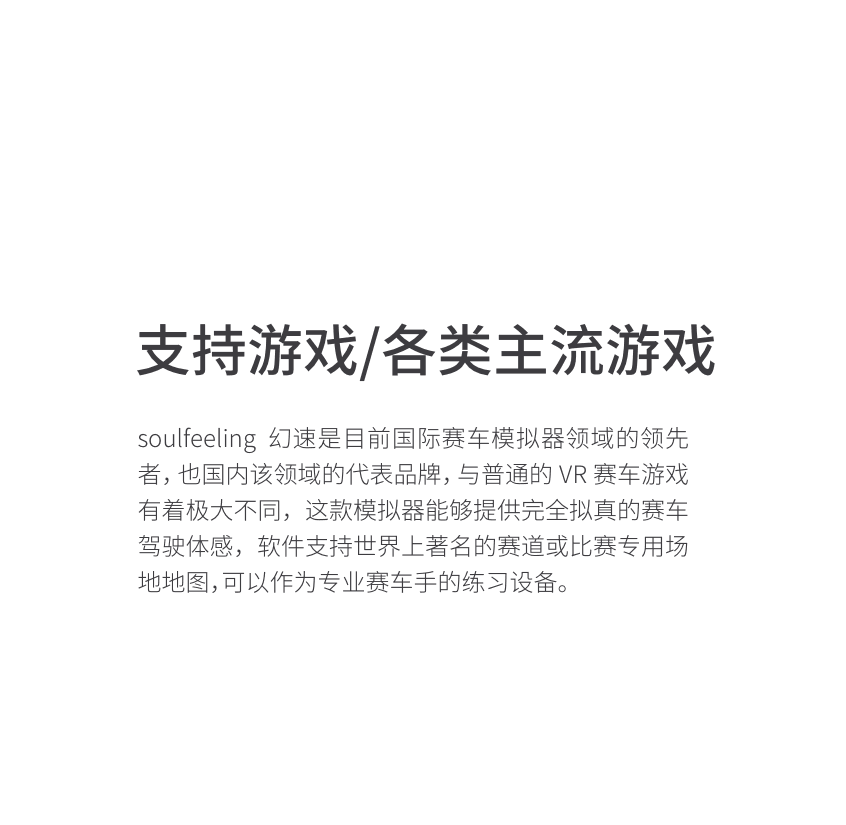 支持游戏/各类主流游戏
soulfeeling 幻速是目前国际赛车模拟器领域的领先
者，也国内该领域的代表品牌，与普通的 VR 赛车游戏
有着极大不同，这款模拟器能够提供完全拟真的赛车
驾驶体感，软件支持世界上著名的赛道或比赛专用场
地地图，可以作为专业赛车手的练习设备。